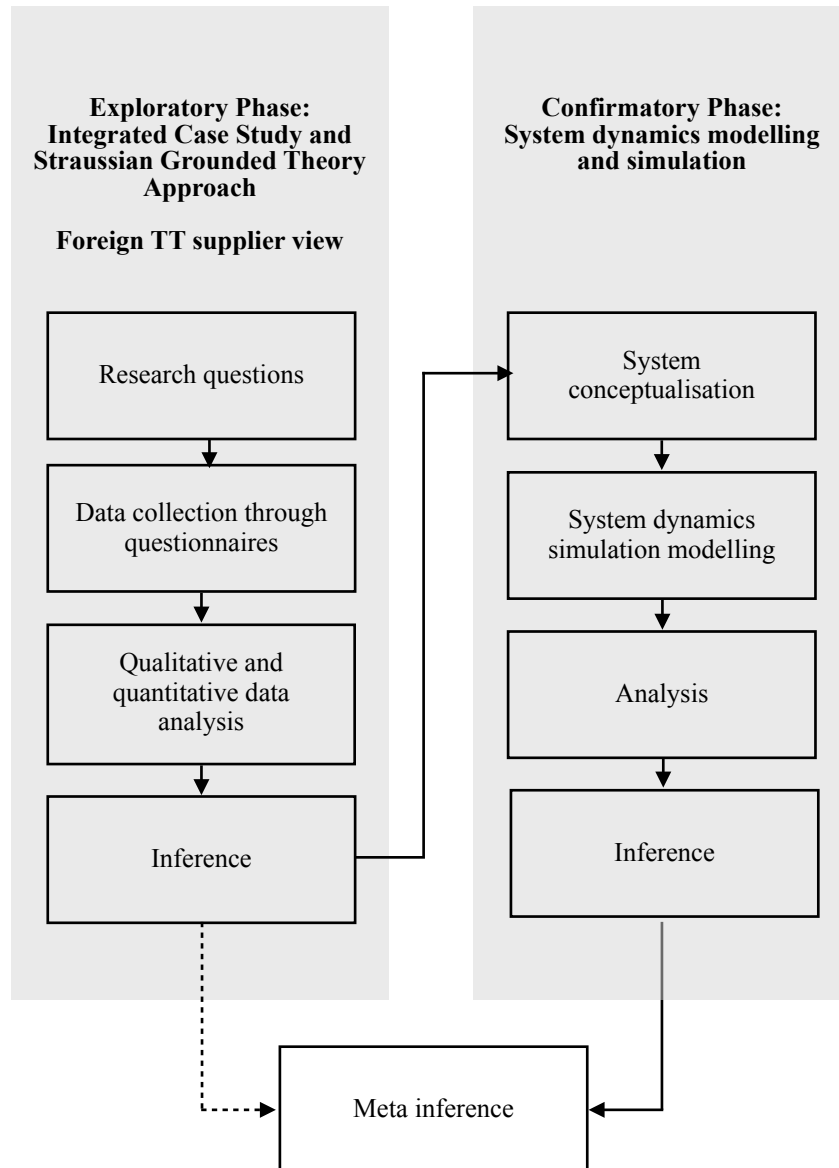 Exploratory Phase:
Integrated Case Study and
Straussian Grounded Theory
Approach
Foreign TT supplier view
Research questions
Data collection through
questionnaires
Qualitative and
quantitative data
analysis
Inference
Confirmatory Phase:
System dynamics modelling
and simulation
System
conceptualisation
System dynamics
simulation modelling
Analysis
Inference
Meta inference